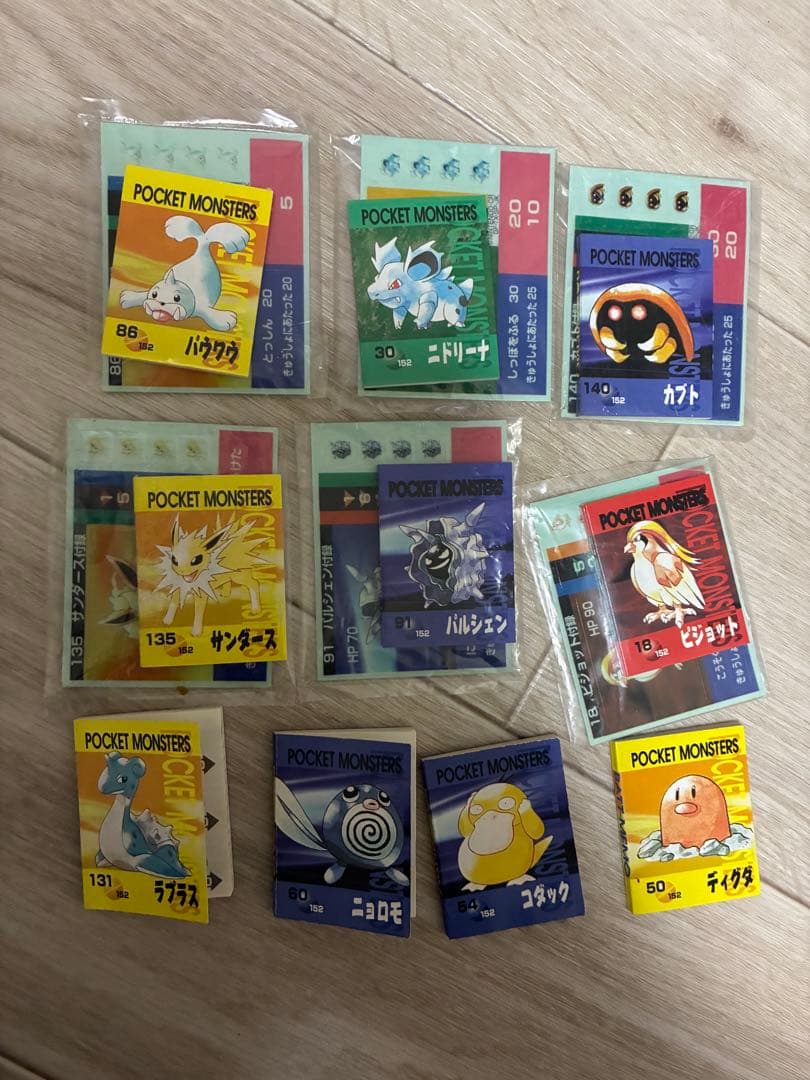 POCKET MONSTERS
86 152
パウワウ
5
とっしん 20
きゅうしょにあたった 20
POCKET MONSTERS
30 152
ニドリーナ
20
10
しっぽをふる 30
きゅうしょにあたった 25
POCKET MONSTERS
140 152
カブト
20
きゅうしょにあたった 25
POCKET MONSTERS
135 152
サンダース
135 サンダース付録
1
5
POCKET MONSTERS
91 152
パルシェン
91 パルシェン付録
HP 70
POCKET MONSTERS
18 152
ピジョット
18 ピジョット付録
HP 90
POCKET MONSTERS
131 152
ラプラス
POCKET MONSTERS
60 152
ニョロモ
POCKET MONSTERS
54 152
コダック
POCKET MONSTERS
50 152
ディグダ